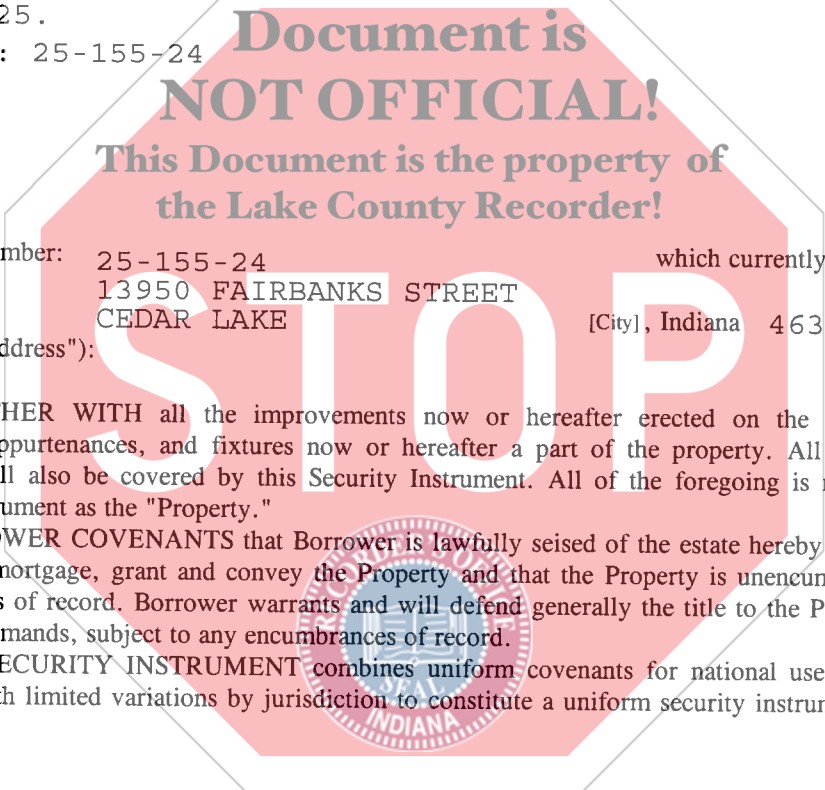 25.
: 25-155-24
Document is
NOT OFFICIAL!
This Document is the property of
the Lake County Recorder!
mber: 25-155-24 which currently
13950 FAIRBANKS STREET
CEDAR LAKE [City], Indiana 463
ddress"):
STOP
HER WITH all the improvements now or hereafter erected on the
ppurtenances, and fixtures now or hereafter a part of the property. All
ll also be covered by this Security Instrument. All of the foregoing is
ument as the "Property."
OWER COVENANTS that Borrower is lawfully seised of the estate hereby
mortgage, grant and convey the Property and that the Property is unencum
s of record. Borrower warrants and will defend generally the title to the P
mands, subject to any encumbrances of record.
ECURITY INSTRUMENT combines uniform covenants for national use
th limited variations by jurisdiction to constitute a uniform security instrum
RECORDER'S OFFICE
SEAL
INDIANA